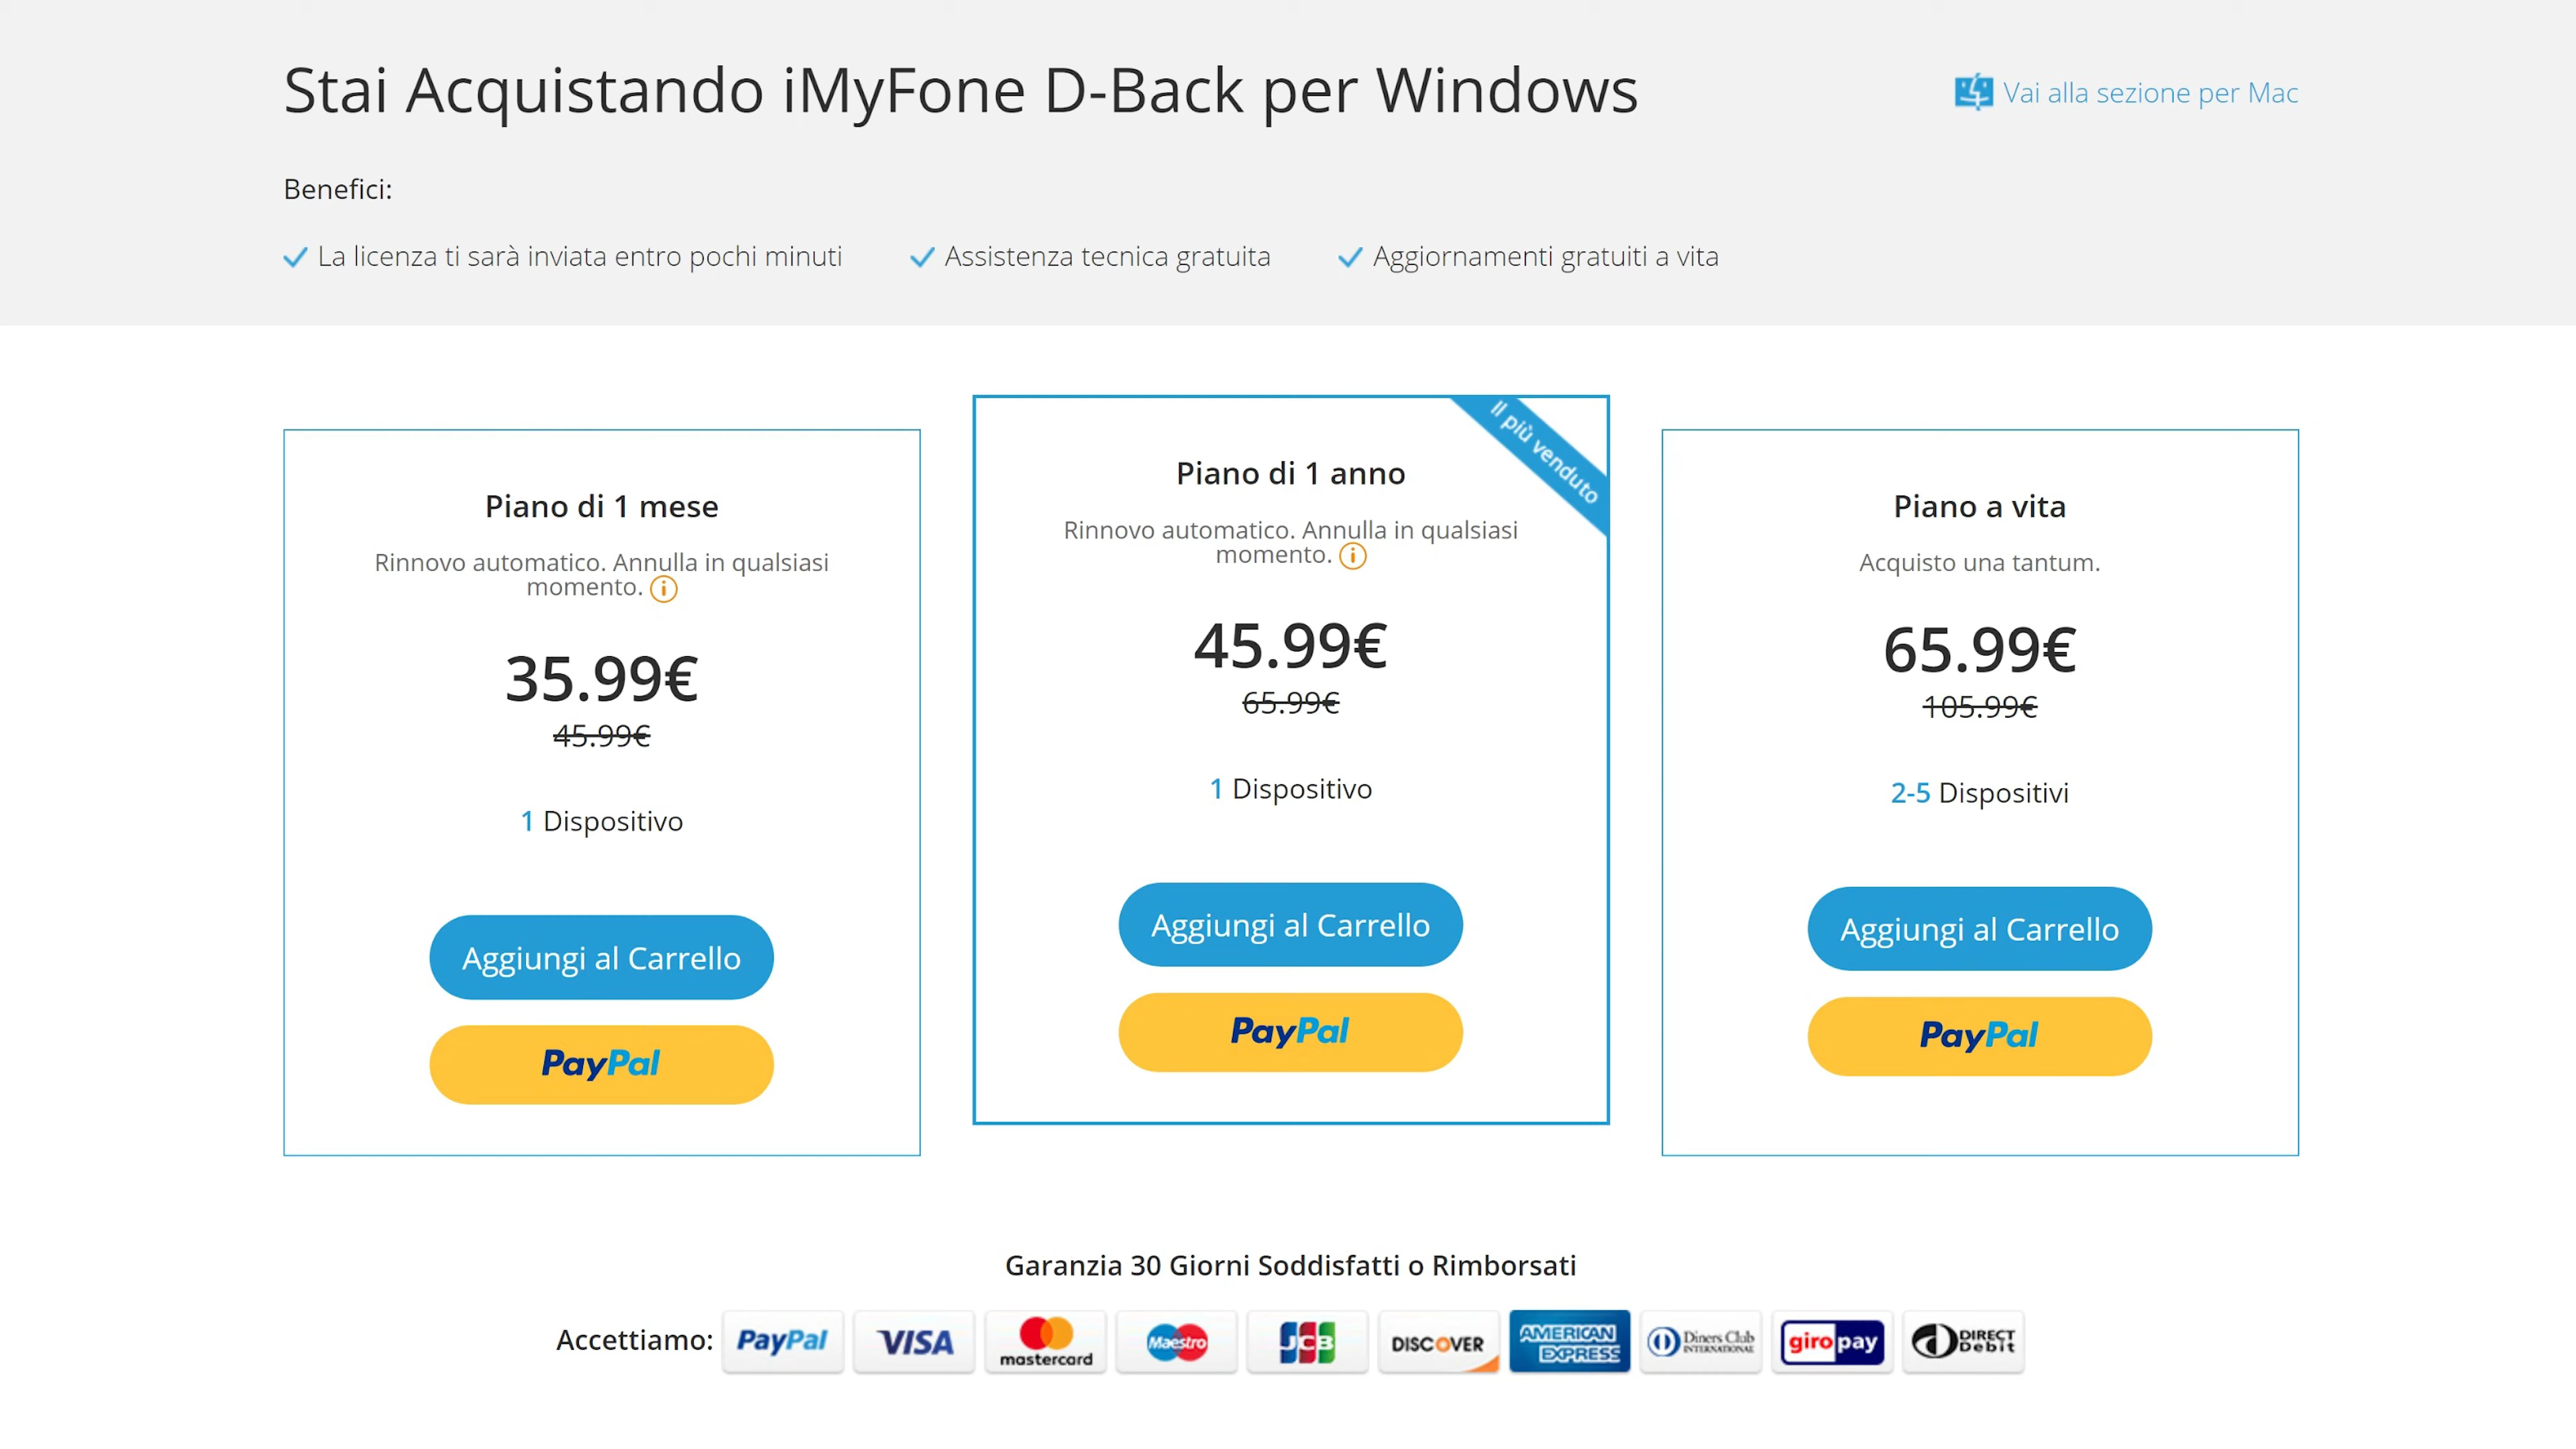 Stai Acquistando iMyFone D-Back per Windows
Vai alla sezione per Mac
Benefici:
La licenza ti sarà inviata entro pochi minuti
Assistenza tecnica gratuita
Aggiornamenti gratuiti a vita
Piano di 1 mese
Rinnovo automatico. Annulla in qualsiasi
momento.
35.99€
45.99€
1 Dispositivo
Aggiungi al Carrello
PayPal
Il più venduto
Piano di 1 anno
Rinnovo automatico. Annulla in qualsiasi
momento.
45.99€
65.99€
1 Dispositivo
Aggiungi al Carrello
PayPal
Piano a vita
Acquisto una tantum.
65.99€
105.99€
2-5 Dispositivi
Aggiungi al Carrello
PayPal
Garanzia 30 Giorni Soddisfatti o Rimborsati
Accettiamo:
PayPal
VISA
mastercard
Maestro
JCB
DISCOVER
AMERICAN
EXPRESS
Diners Club
INTERNATIONAL
giropay
DIRECT
Debit